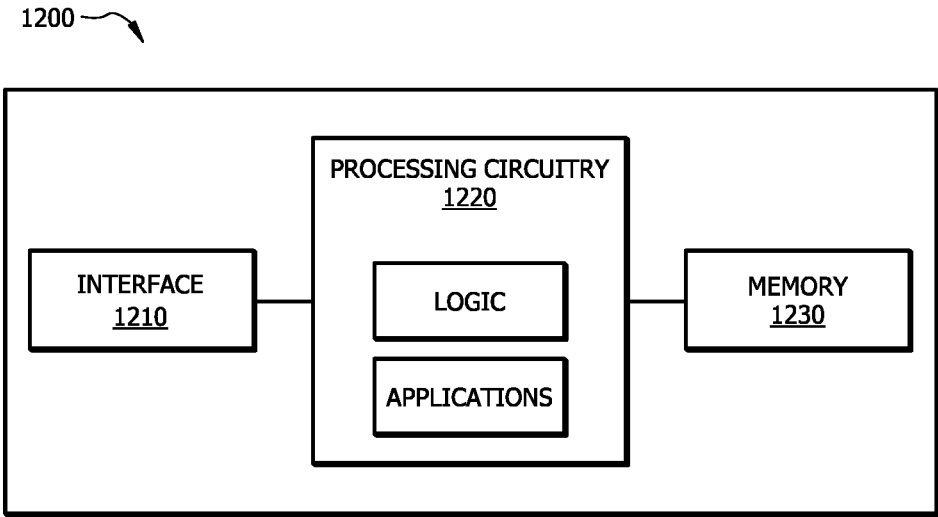 1200
PROCESSING CIRCUITRY
1220
INTERFACE
1210
LOGIC
APPLICATIONS
MEMORY
1230